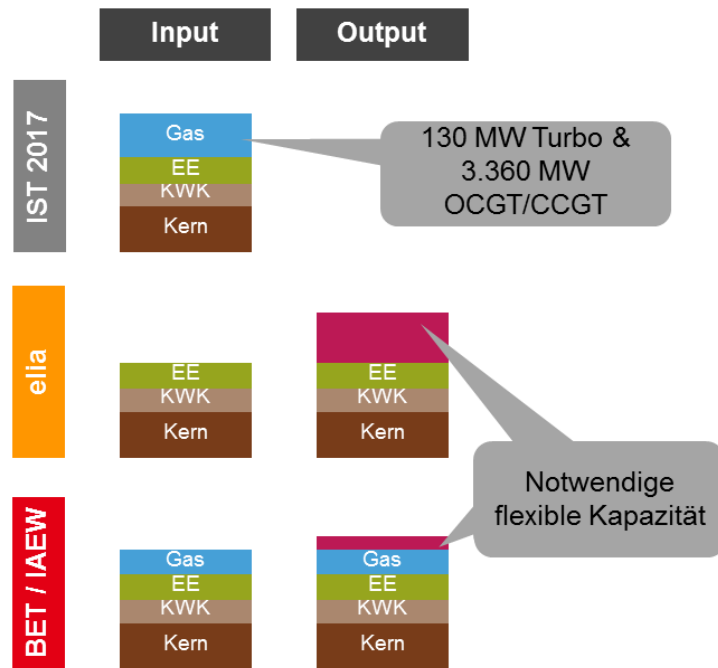 Input
Output
IST 2017
Gas
EE
KWK
Kern
130 MW Turbo &
3.360 MW
OCGT/CCGT
elia
EE
KWK
Kern
EE
KWK
Kern
Notwendige
flexible Kapazität
BET / IAEW
Gas
EE
KWK
Kern
Gas
EE
KWK
Kern